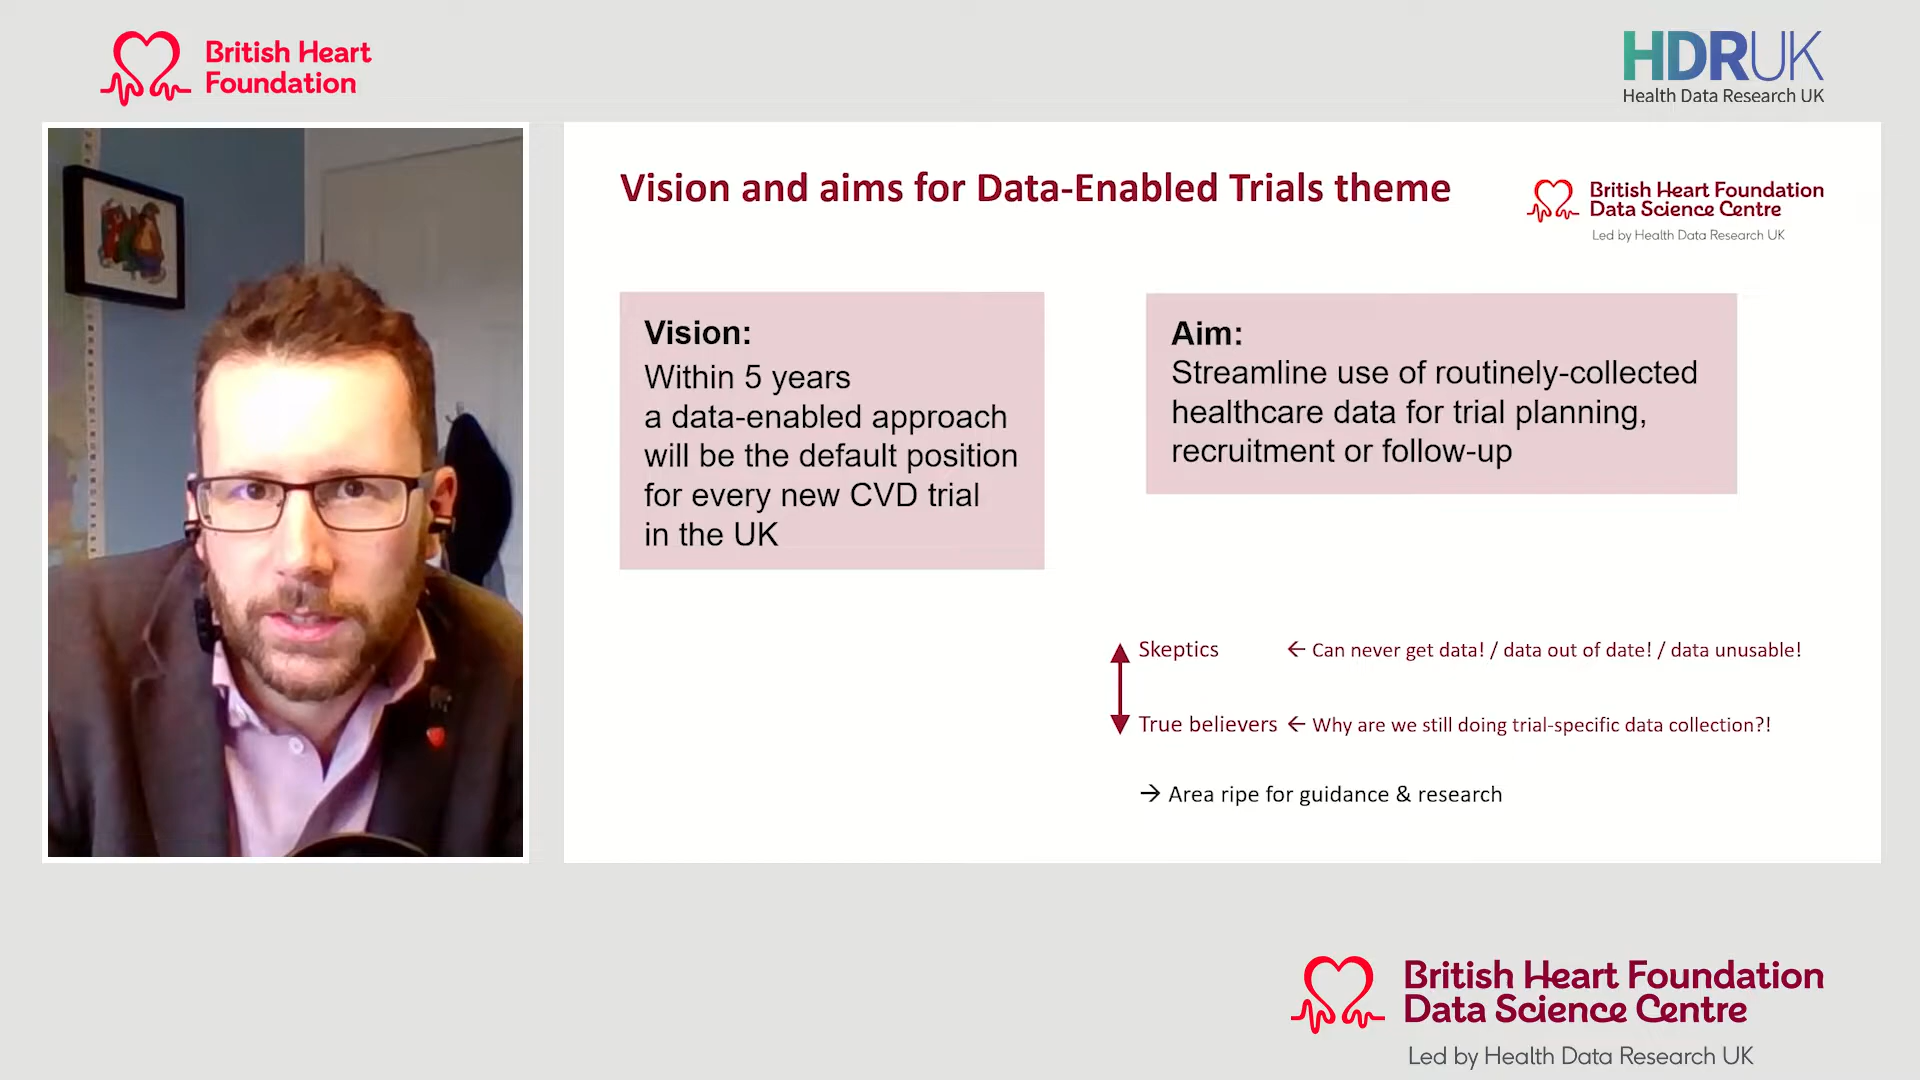 British Heart
Foundation
HDRUK
Health Data Research UK
Vision and aims for Data-Enabled Trials theme
British Heart Foundation
Data Science Centre
Led by Health Data Research UK
Vision:
Within 5 years
a data-enabled approach
will be the default position
for every new CVD trial
in the UK
Aim:
Streamline use of routinely-collected
healthcare data for trial planning,
recruitment or follow-up
Skeptics ← Can never get data! / data out of date! / data unusable!
True believers ← Why are we still doing trial-specific data collection?!
→ Area ripe for guidance & research
British Heart Foundation
Data Science Centre
Led by Health Data Research UK